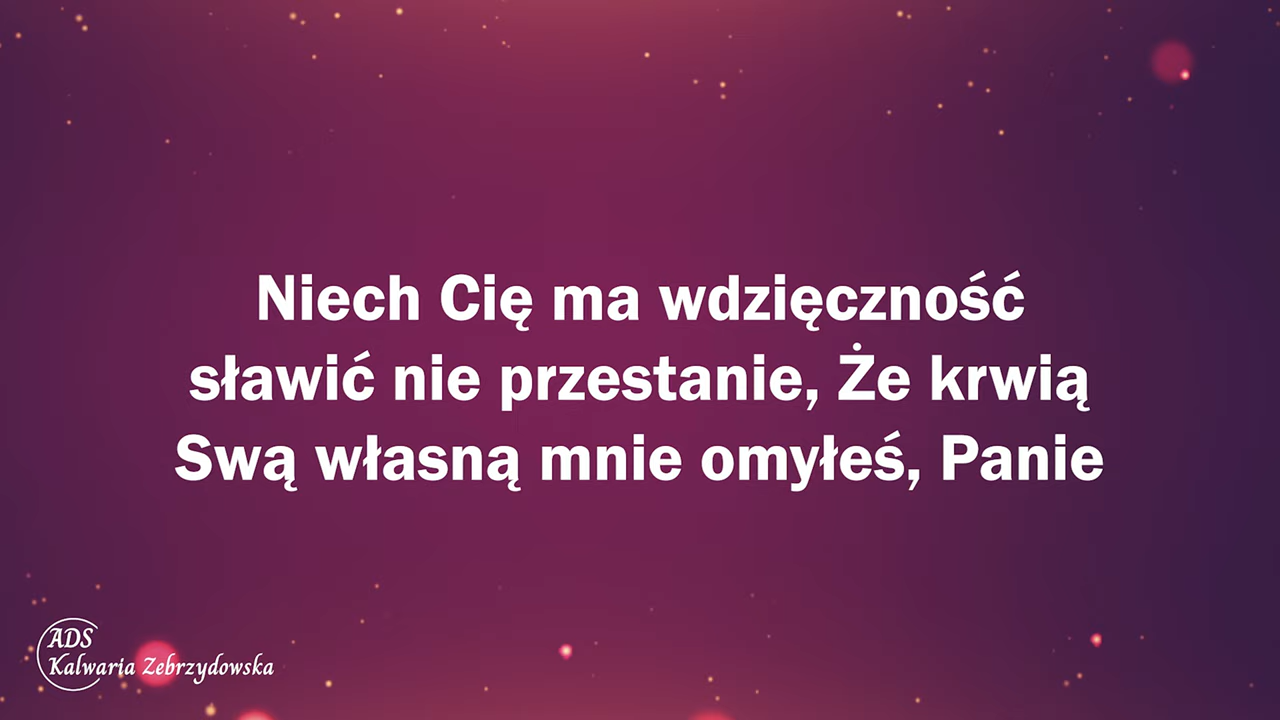 Niech Cię ma wdzięczność
sławić nie przestanie, Że krwią
Swą własną mnie omyłeś, Panie
ADS
Kalwaria Zebrzydowska